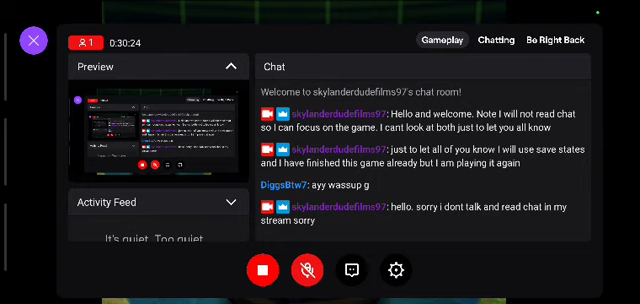 1 0:30:24 Gameplay Chatting Be Right Back
Preview
Chat
Welcome to skylanderdudefilms97's chat room!
skylanderdudefilms97: Hello and welcome. Note I will not read chat
so I can focus on the game. I cant look at both just to let you all know
skylanderdudefilms97: just to let all of you know I will use save states
and I have finished this game already but I am playing it again
DiggsBtw7: ayy wassup g
skylanderdudefilms97: hello. sorry i dont talk and read chat in my
stream sorry
Activity Feed
It's quiet. Too quiet.